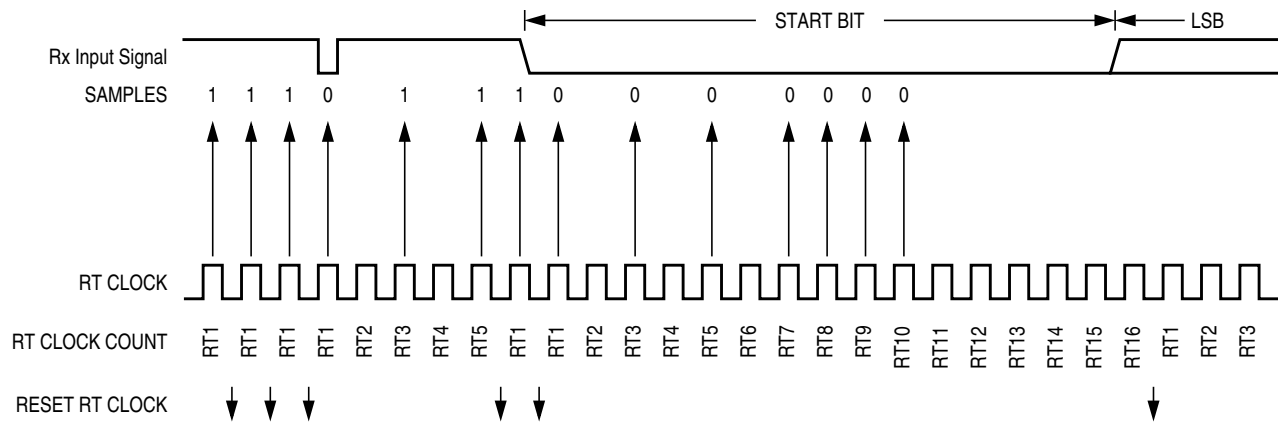 START BIT LSB
Rx Input Signal
SAMPLES 1 1 1 0 1 1 1 0 0 0 0 0 0 0
RT CLOCK
RT CLOCK COUNT RT1 RT1 RT1 RT1 RT2 RT3 RT4 RT5 RT1 RT1 RT2 RT3 RT4 RT5 RT6 RT7 RT8 RT9 RT10 RT11 RT12 RT13 RT14 RT15 RT16 RT1 RT2 RT3
RESET RT CLOCK